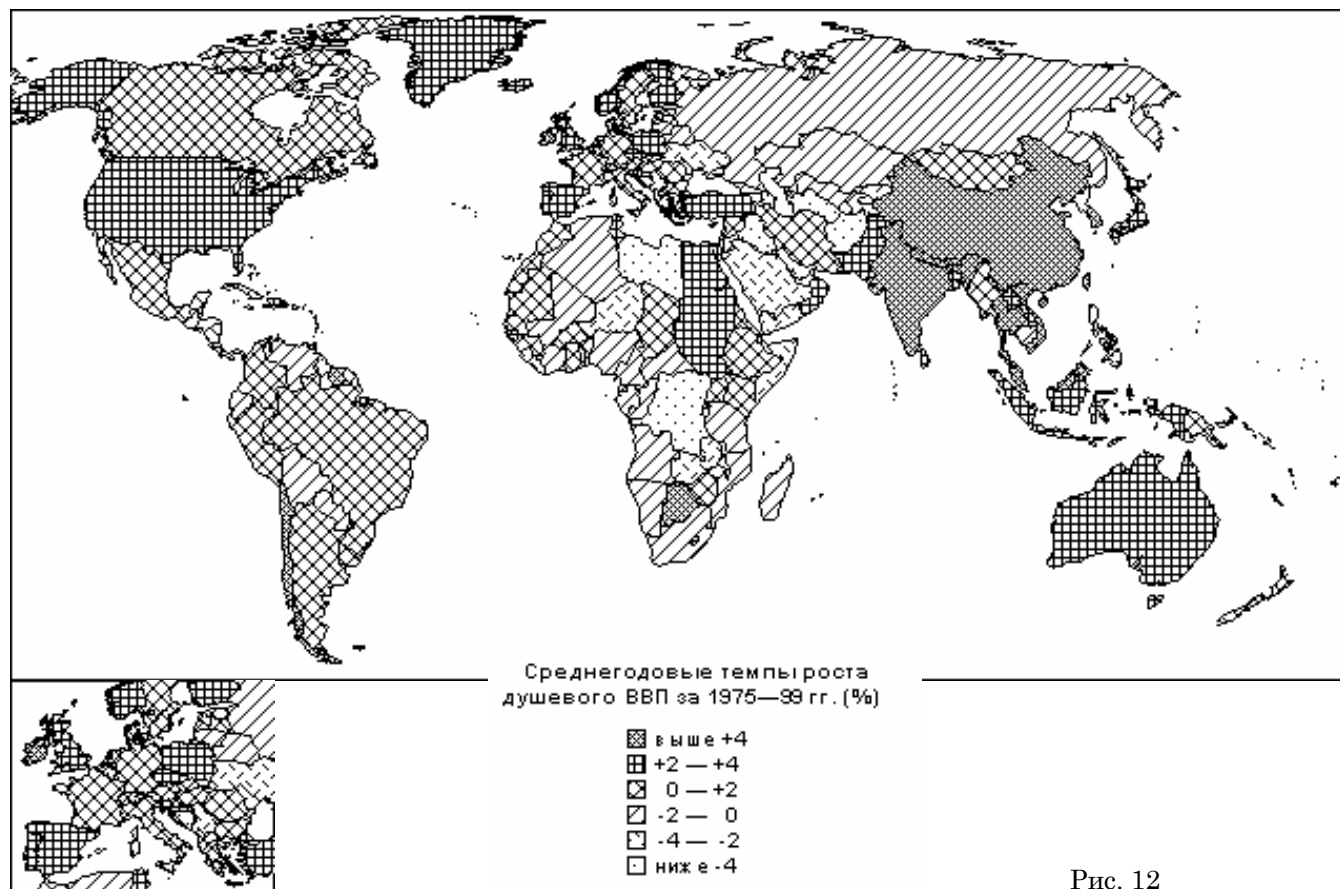 Среднегодовые темпы роста
душевого ВВП за 1975—99 гг. (%)
выше +4
+2 — +4
0 — +2
-2 — 0
-4 — -2
ниже -4
Рис. 12